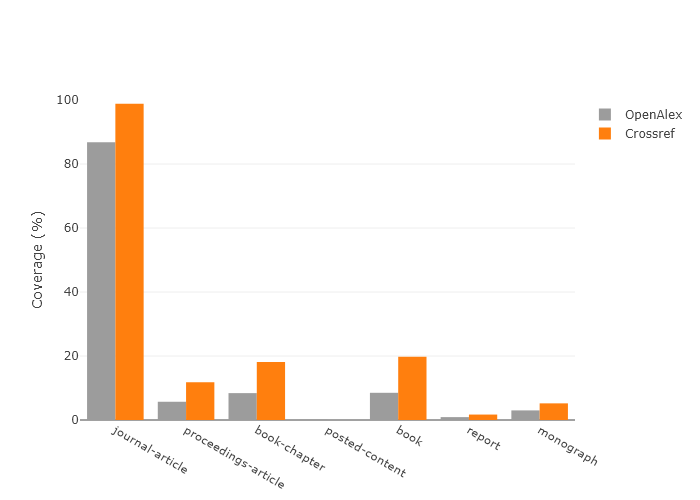 100
80
60
40
20
0
Coverage (%)
journal-article
proceedings-article
book-chapter
posted-content
book
report
monograph
OpenAlex
Crossref